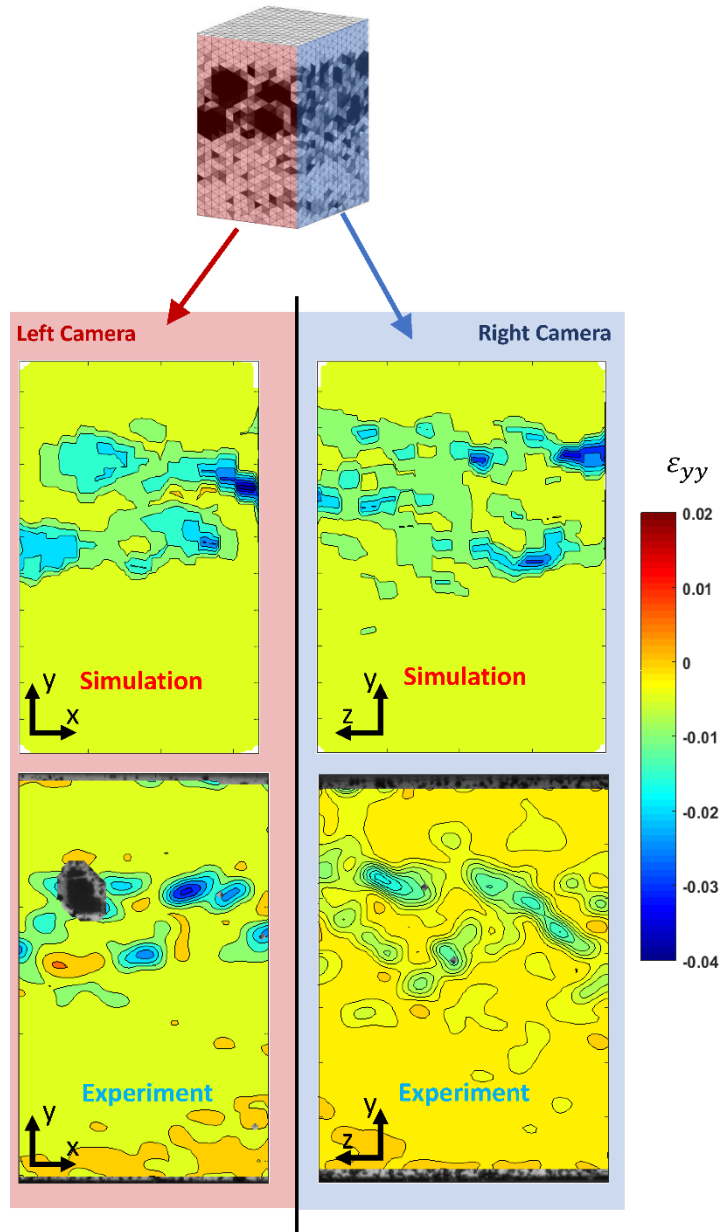 Left Camera
Right Camera
Simulation
y
x
Simulation
y
z
ε_yy
0.02
0.01
0
-0.01
-0.02
-0.03
-0.04
Experiment
y
x
Experiment
y
z